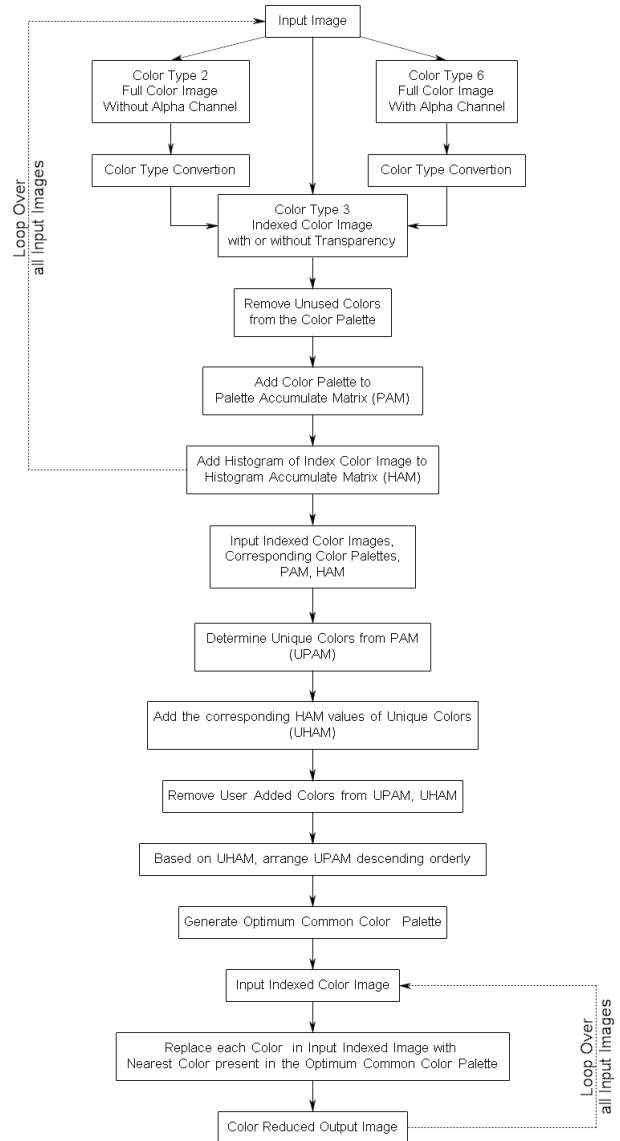 Input Image
Color Type 2
Full Color Image
Without Alpha Channel
Color Type 6
Full Color Image
With Alpha Channel
Color Type Convertion
Color Type Convertion
Color Type 3
Indexed Color Image
with or without Transparency
Loop Over
all Input Images
Remove Unused Colors
from the Color Palette
Add Color Palette to
Palette Accumulate Matrix (PAM)
Add Histogram of Index Color Image to
Histogram Accumulate Matrix (HAM)
Input Indexed Color Images,
Corresponding Color Palettes,
PAM, HAM
Determine Unique Colors from PAM
(UPAM)
Add the corresponding HAM values of Unique Colors
(UHAM)
Remove User Added Colors from UPAM, UHAM
Based on UHAM, arrange UPAM descending orderly
Generate Optimum Common Color Palette
Input Indexed Color Image
Replace each Color in Input Indexed Image with
Nearest Color present in the Optimum Common Color Palette
Color Reduced Output Image
Loop Over
all Input Images